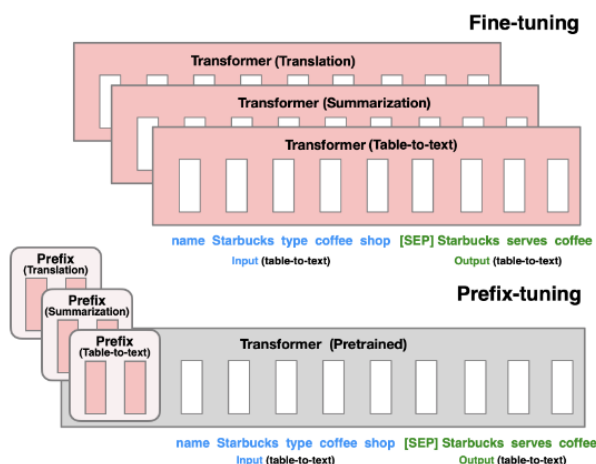 Fine-tuning
Transformer (Translation)
Transformer (Summarization)
Transformer (Table-to-text)
name Starbucks type coffee shop [SEP] Starbucks serves coffee
Input (table-to-text) Output (table-to-text)
Prefix
(Translation)
Prefix-tuning
Prefix
(Summarization)
Prefix
(Table-to-text)
Transformer (Pretrained)
name Starbucks type coffee shop [SEP] Starbucks serves coffee
Input (table-to-text) Output (table-to-text)